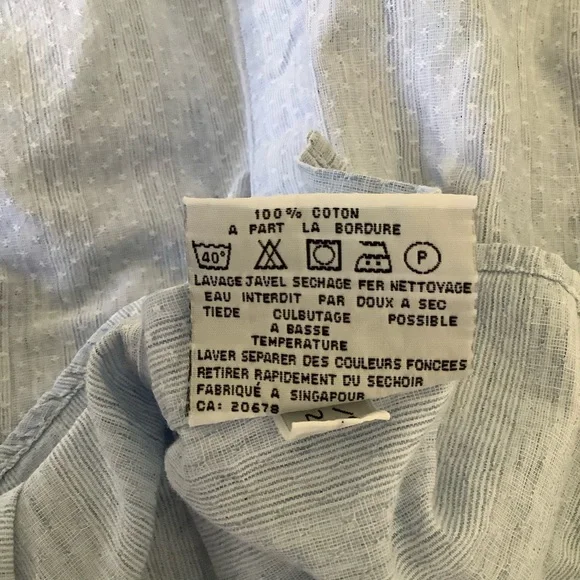 100% COTON
A PART LA BORDURE
40° P
LAVAGE JAVEL SECHAGE FER NETTOYAGE
EAU INTERDIT PAR DOUX A SEC
TIEDE CULBUTAGE POSSIBLE
A BASSE
TEMPERATURE
LAVER SEPARER DES COULEURS FONCEES
RETIRER RAPIDEMENT DU SECHOIR
FABRIQUÉ A SINGAPOUR
CA: 20678